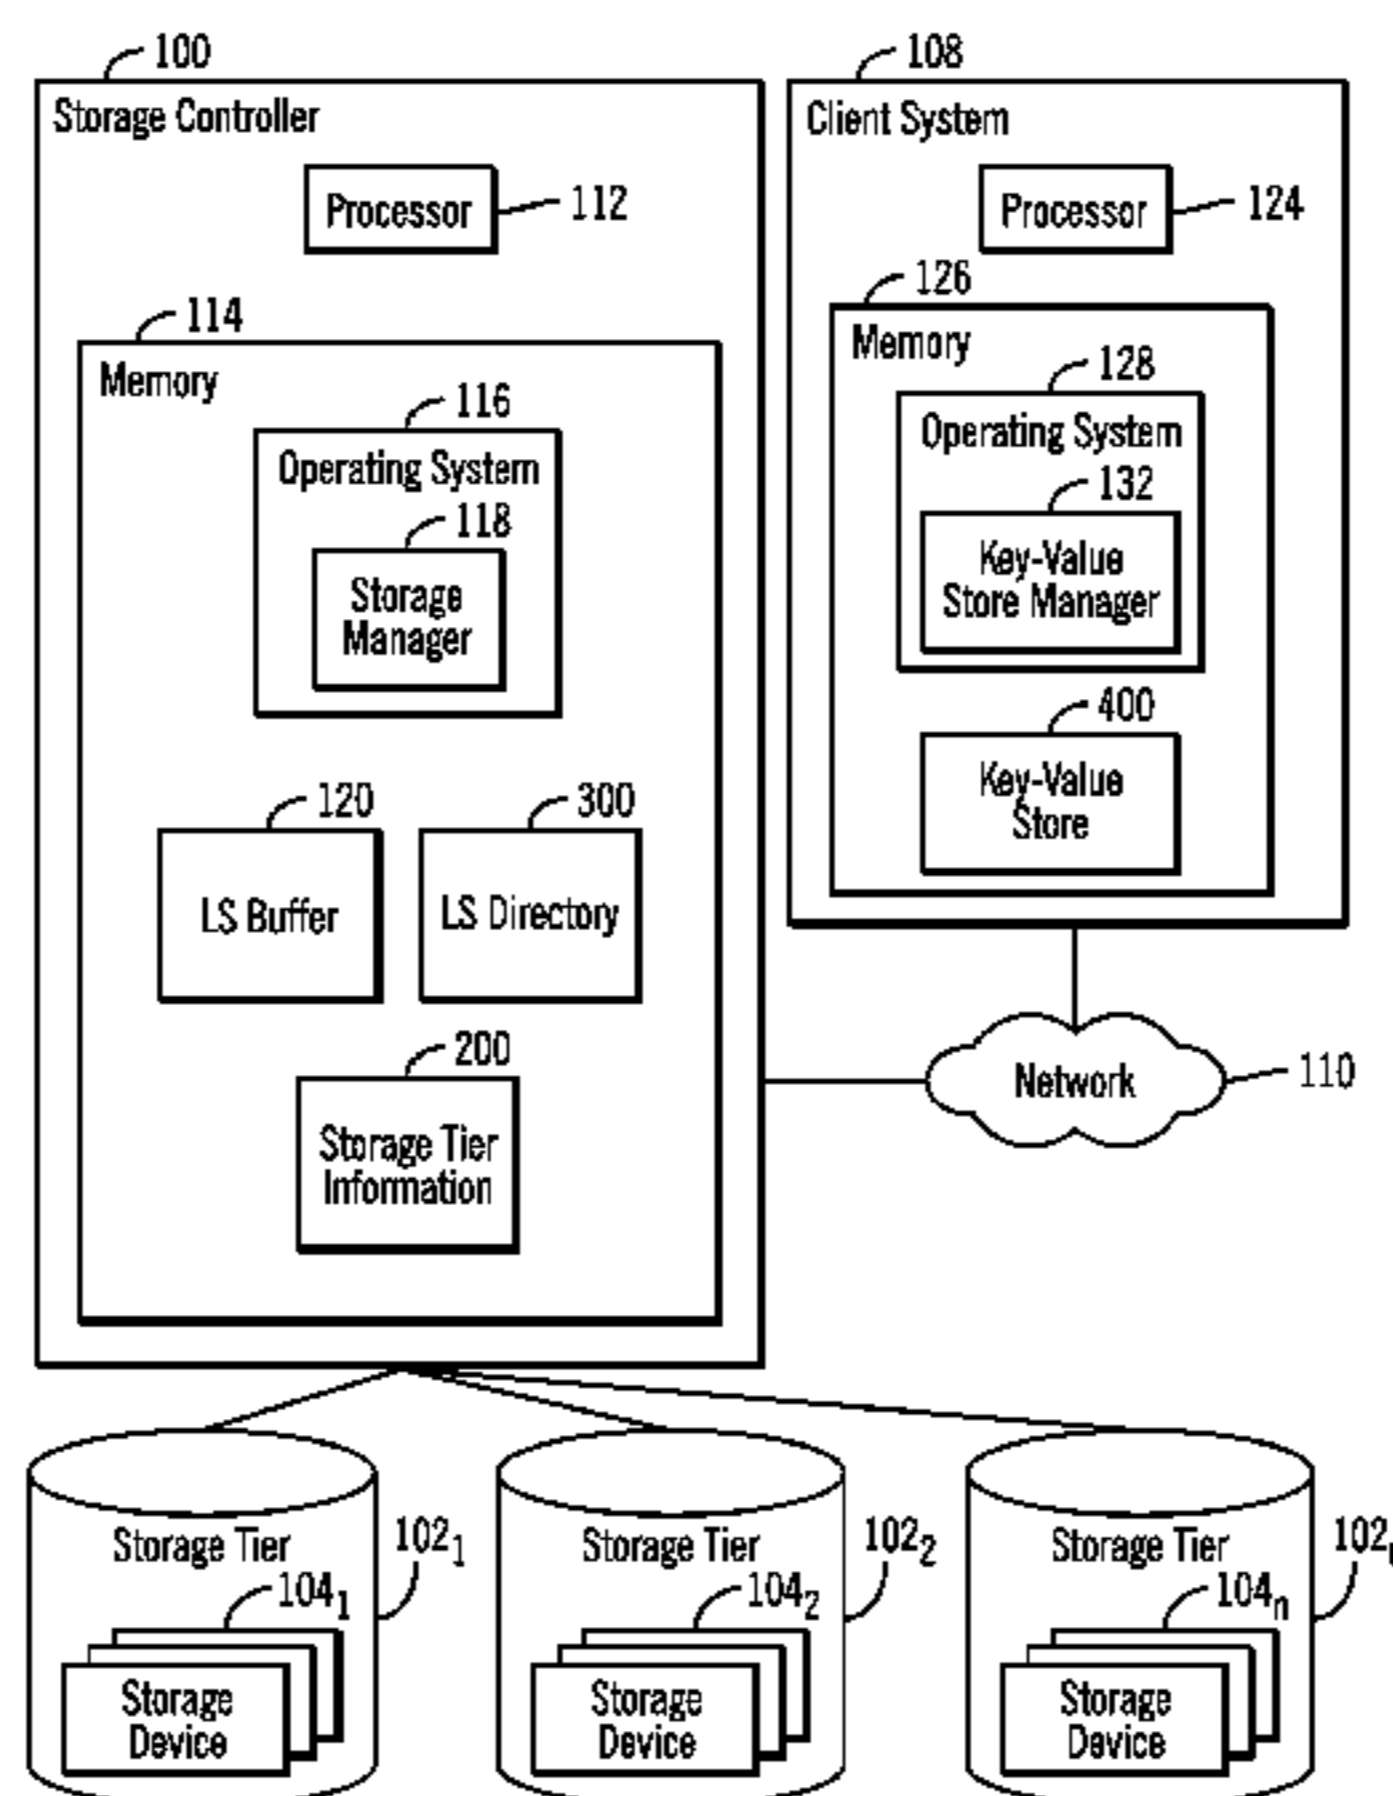 100
Storage Controller
Processor
112
114
Memory
116
Operating System
118
Storage
Manager
120
LS Buffer
300
LS Directory
200
Storage Tier
Information
108
Client System
Processor
124
126
Memory
128
Operating System
132
Key-Value
Store Manager
400
Key-Value
Store
Network
110
Storage Tier
102₁
104₁
Storage
Device
Storage Tier
102₂
104₂
Storage
Device
Storage Tier
102
104ₙ
Storage
Device